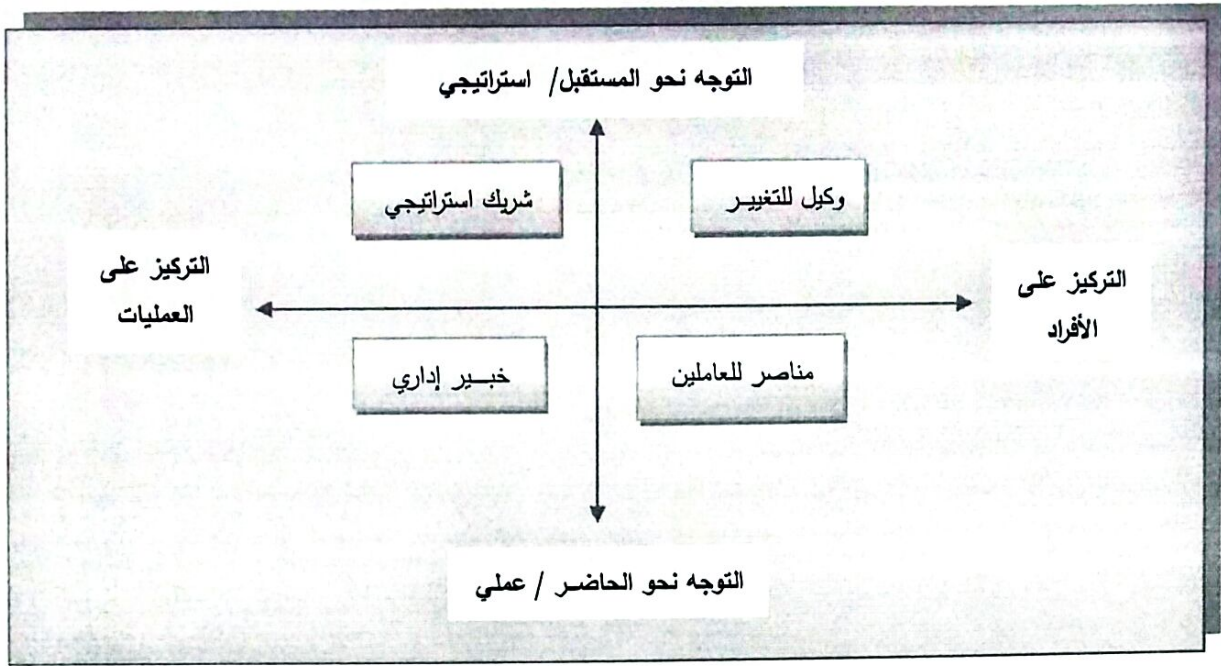 التوجه نحو المستقبل/ استراتيجي
وكيل للتغيير
شريك استراتيجي
التركيز على
الأفراد
التركيز على
العمليات
مناصر للعاملين
خبير إداري
التوجه نحو الحاضر / عملي